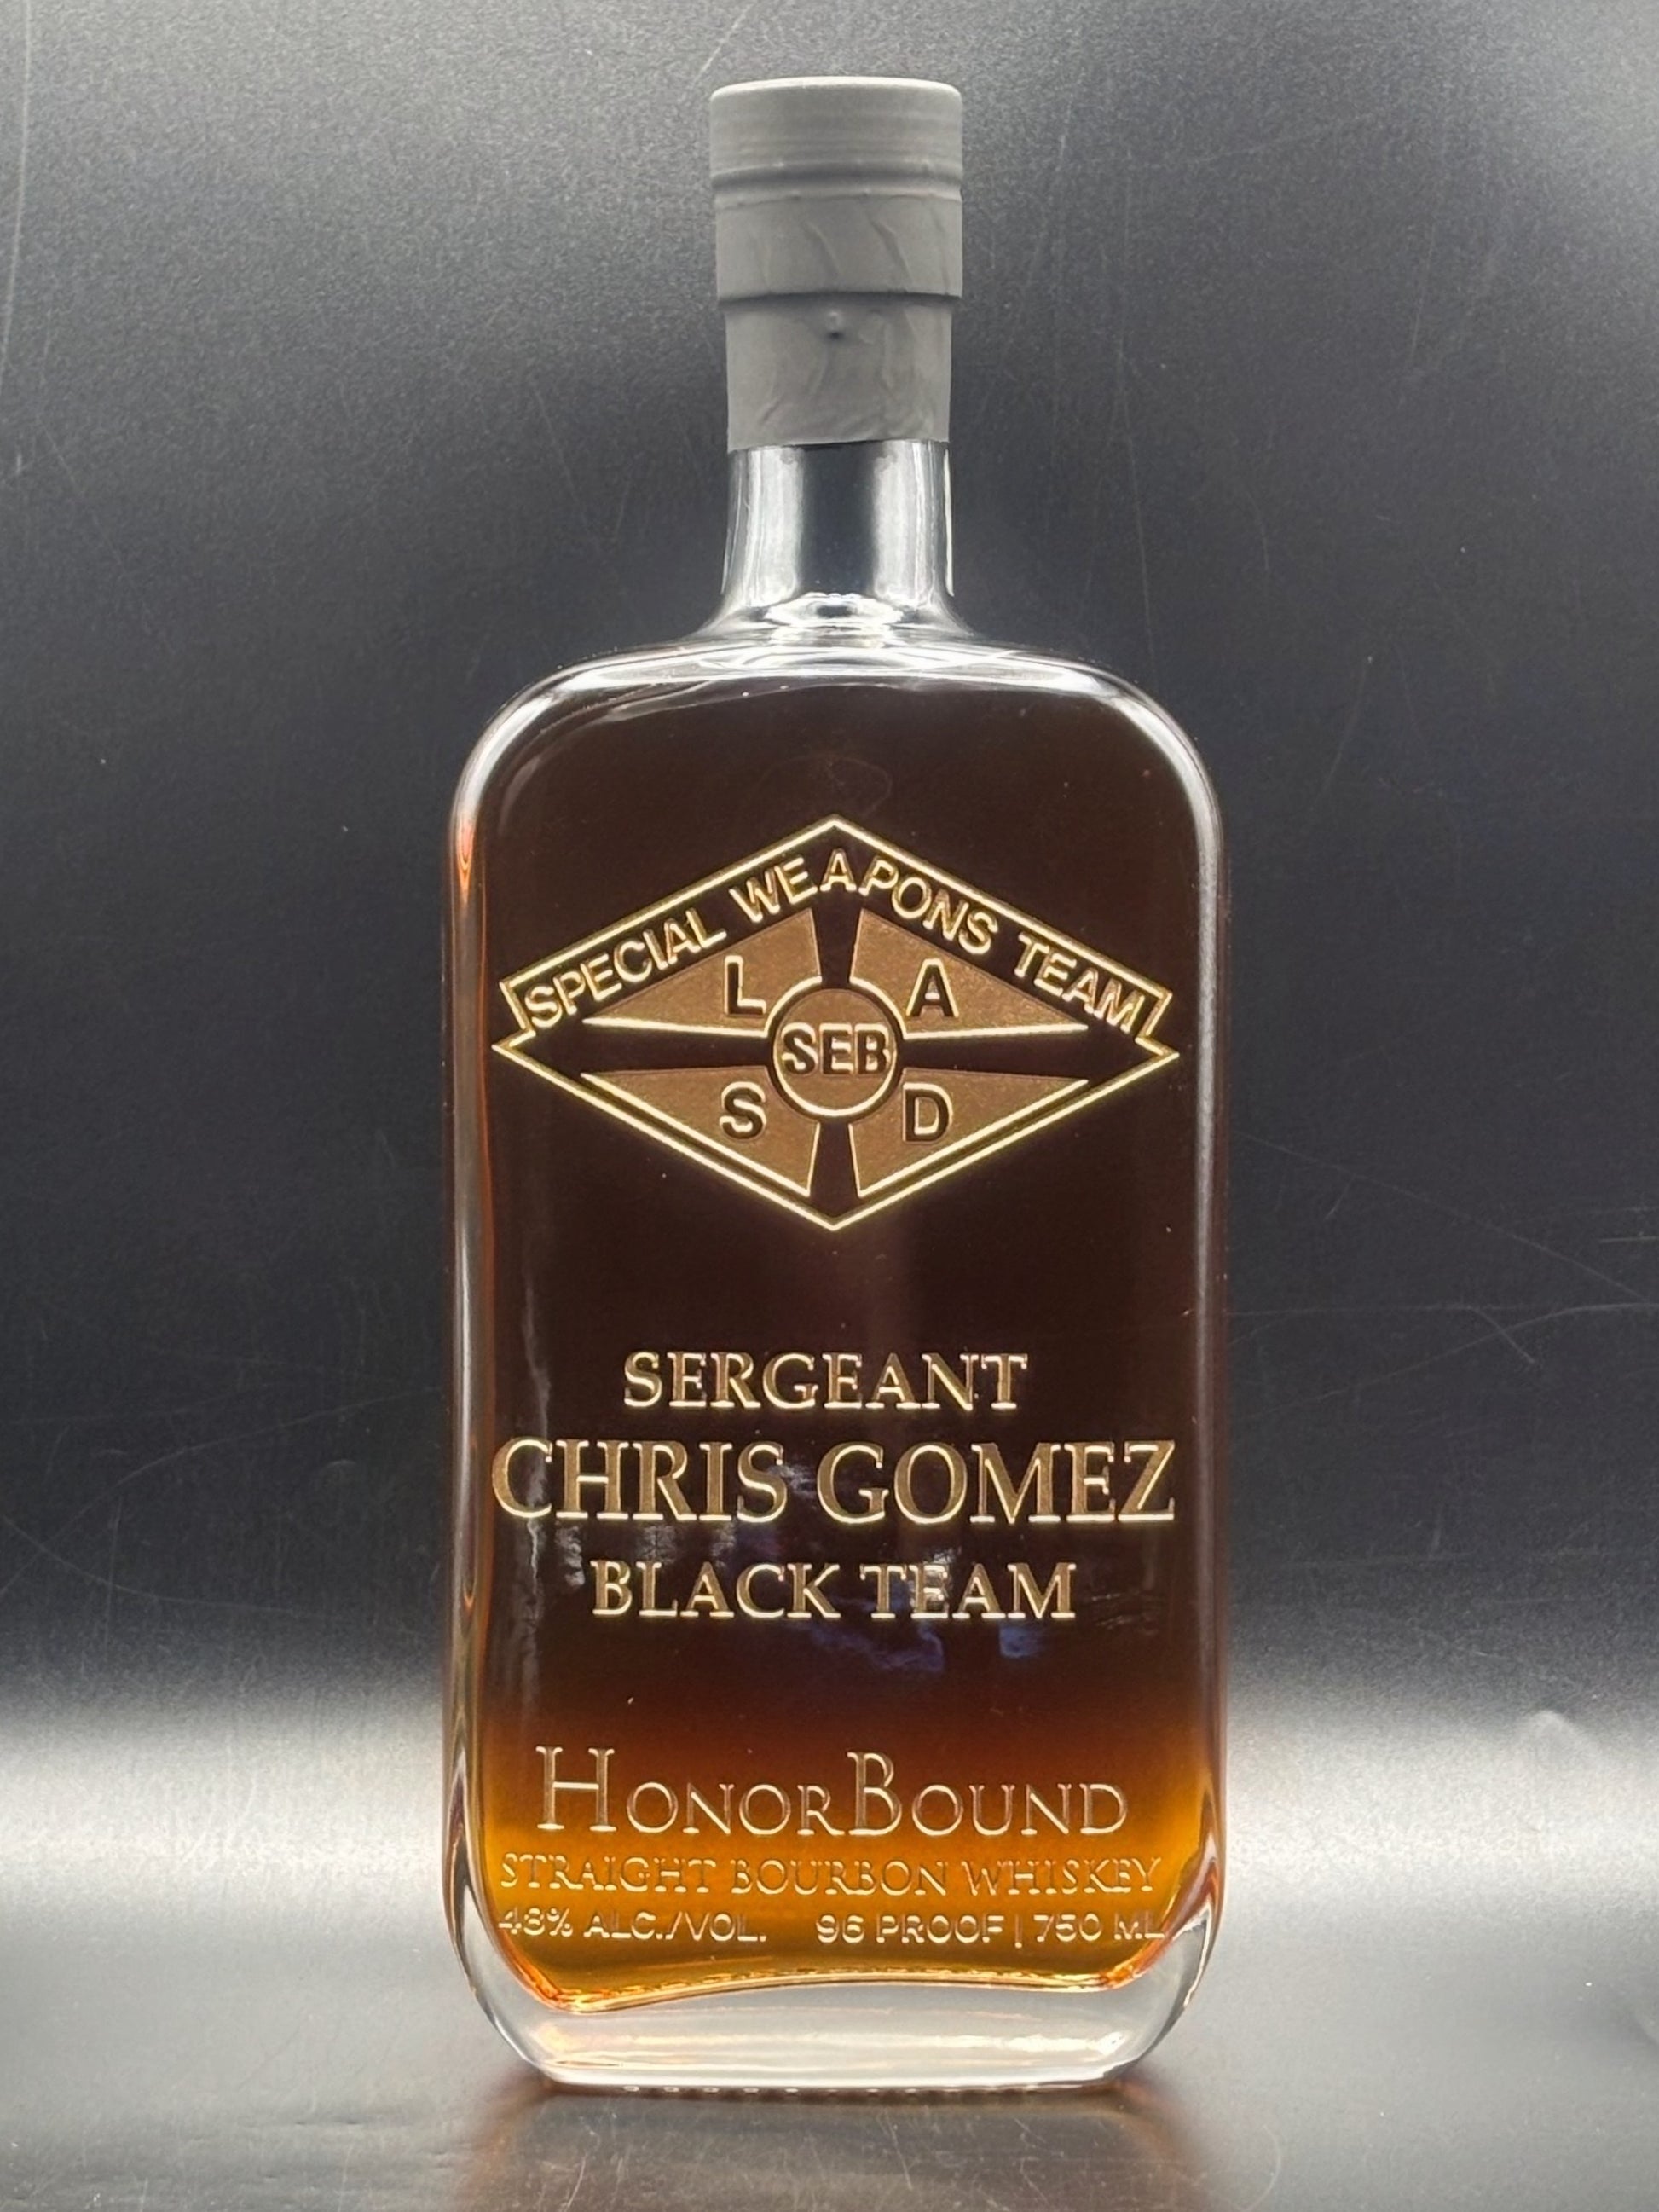 SPECIAL WEAPONS TEAM
L A
SEB
S D
SERGEANT
CHRIS GOMEZ
BLACK TEAM
HONORBOUND
STRAIGHT BOURBON WHISKEY
48% ALC./VOL. 96 PROOF | 750 ML